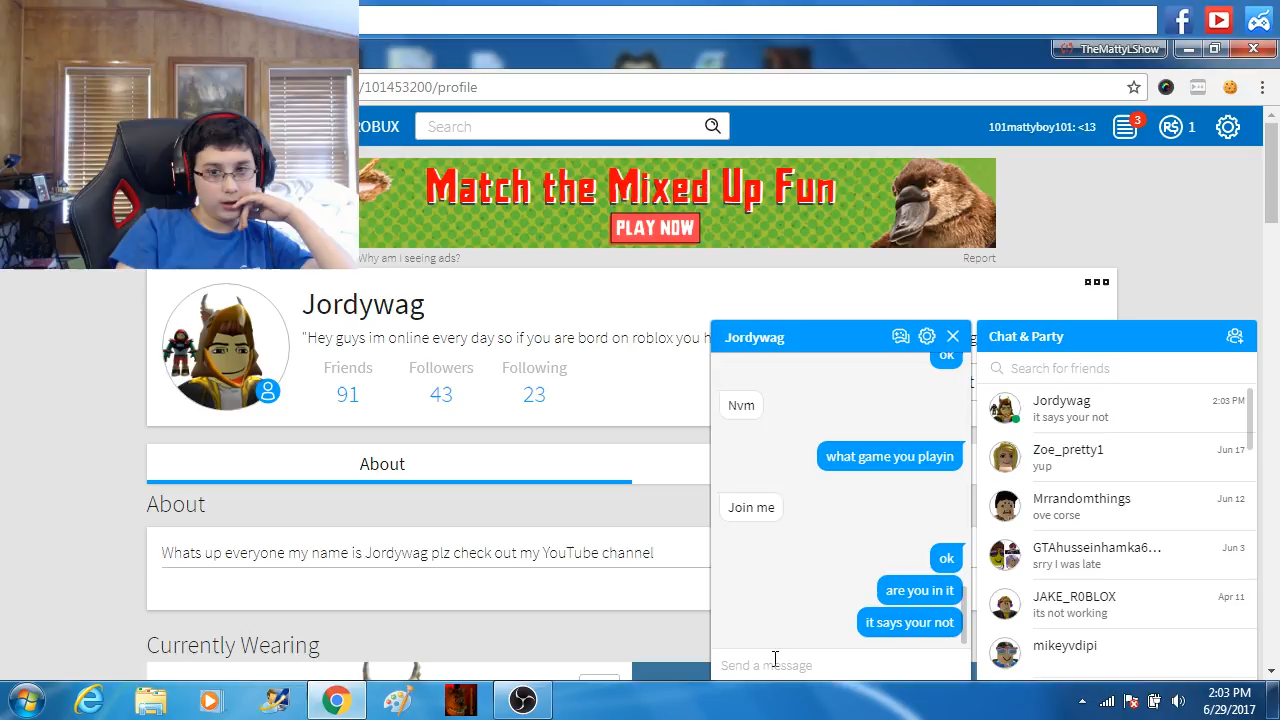 TheMattyLShow
/101453200/profile
ROBUX
Search
101mattyboy101: <13
3
R$ 1
Match the Mixed Up Fun
PLAY NOW
Why am I seeing ads?
Report
Jordywag
"Hey guys im online every day so if you are bord on roblox you h
Friends
Followers
Following
91
43
23
About
About
Whats up everyone my name is Jordywag plz check out my YouTube channel
Currently Wearing
Jordywag
ok
Nvm
what game you playin
Join me
ok
are you in it
it says your not
Send a message
Chat & Party
Search for friends
Jordywag
2:03 PM
it says your not
Zoe_pretty1
Jun 17
yup
Mrrandomthings
Jun 12
ove corse
GTAhusseinhamka6...
Jun 3
srry I was late
JAKE_R0BLOX
Apr 11
its not working
mikeyvdipi
2:03 PM
6/29/2017